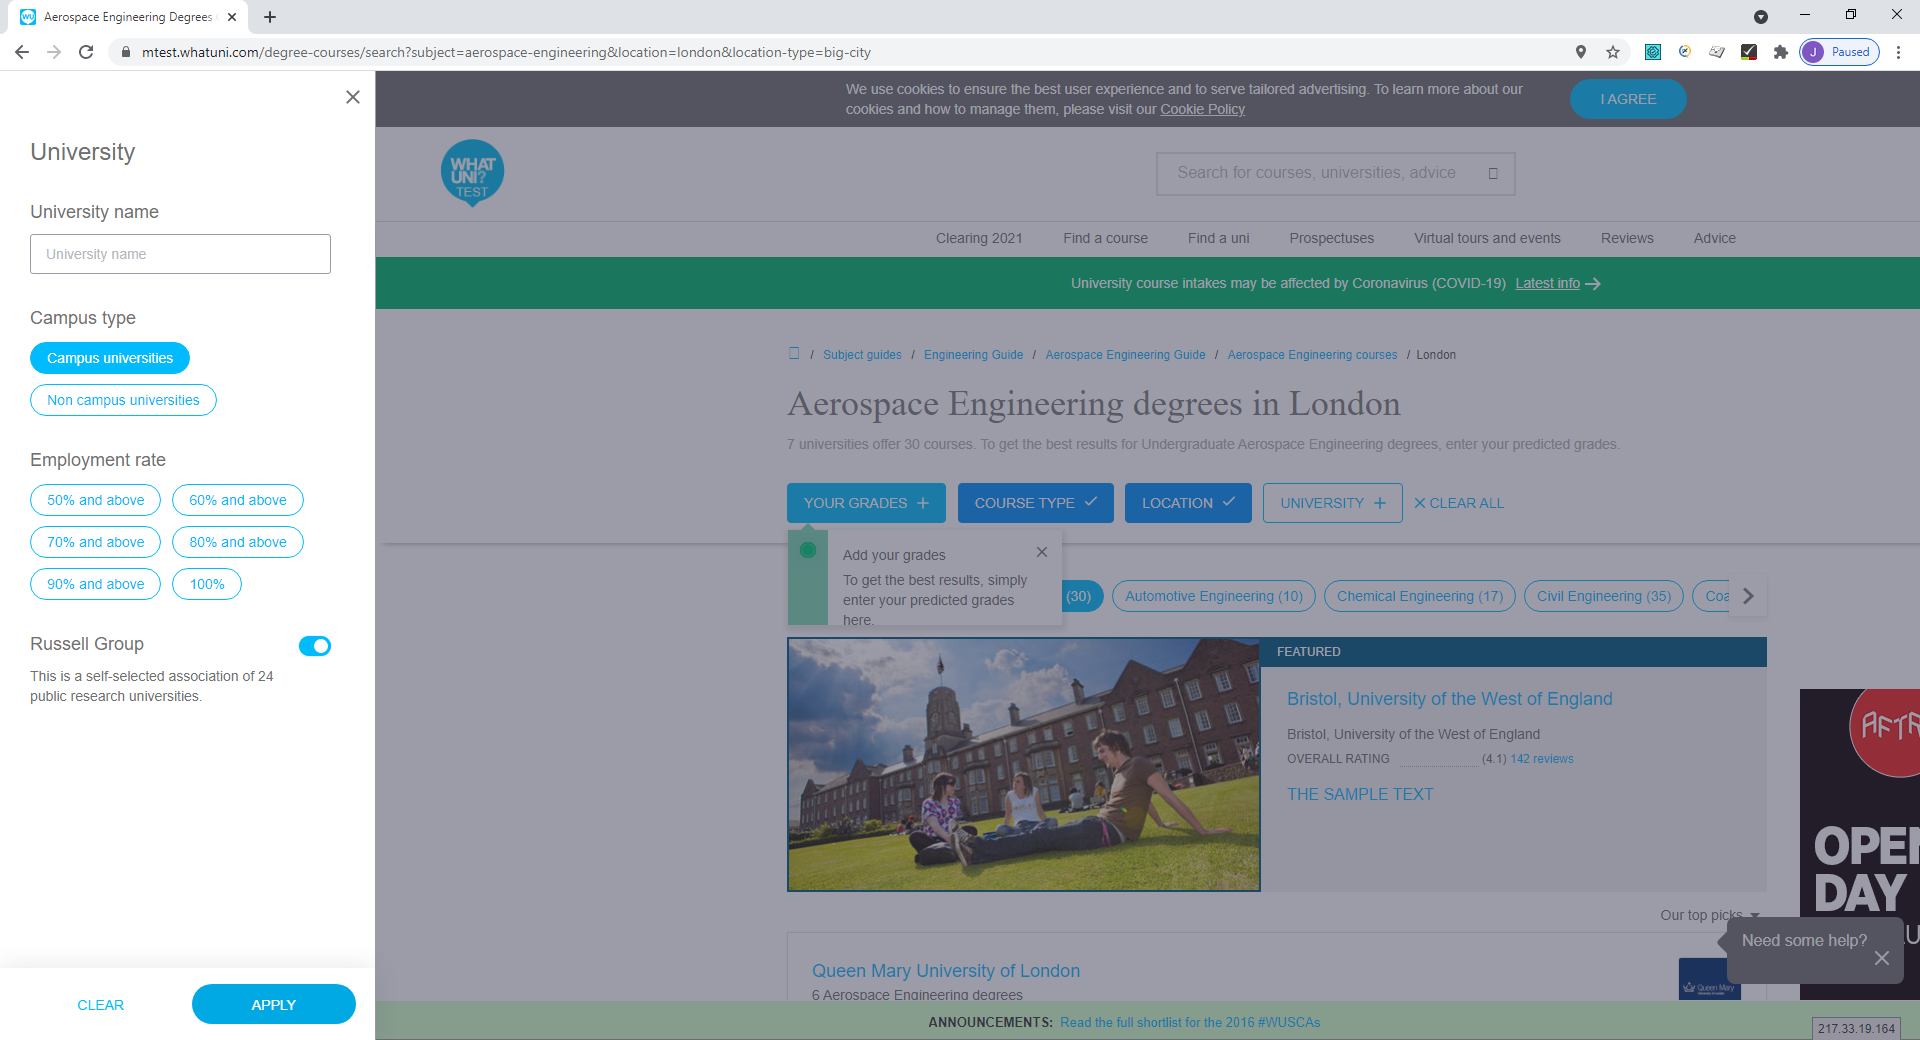 Aerospace Engineering Degrees
mtest.whatuni.com/degree-courses/search?subject=aerospace-engineering&location=london&location-type=big-city
J Paused
University
University name
University name
Campus type
Campus universities
Non campus universities
Employment rate
50% and above
60% and above
70% and above
80% and above
90% and above
100%
Russell Group
This is a self-selected association of 24
public research universities.
CLEAR
APPLY
We use cookies to ensure the best user experience and to serve tailored advertising. To learn more about our
cookies and how to manage them, please visit our Cookie Policy
I AGREE
WHAT
UNI?
TEST
Search for courses, universities, advice
Clearing 2021
Find a course
Find a uni
Prospectuses
Virtual tours and events
Reviews
Advice
University course intakes may be affected by Coronavirus (COVID-19) Latest info
/ Subject guides / Engineering Guide / Aerospace Engineering Guide / Aerospace Engineering courses / London
Aerospace Engineering degrees in London
7 universities offer 30 courses. To get the best results for Undergraduate Aerospace Engineering degrees, enter your predicted grades.
YOUR GRADES
COURSE TYPE
LOCATION
UNIVERSITY
CLEAR ALL
Add your grades
To get the best results, simply
enter your predicted grades
here.
(30)
Automotive Engineering (10)
Chemical Engineering (17)
Civil Engineering (35)
Coa
FEATURED
Bristol, University of the West of England
Bristol, University of the West of England
OVERALL RATING (4.1) 142 reviews
THE SAMPLE TEXT
OPEN
DAY
Our top picks
Need some help?
Queen Mary University of London
6 Aerospace Engineering degrees
Queen Mary
ANNOUNCEMENTS: Read the full shortlist for the 2016 #WUSCAs
217.33.19.164